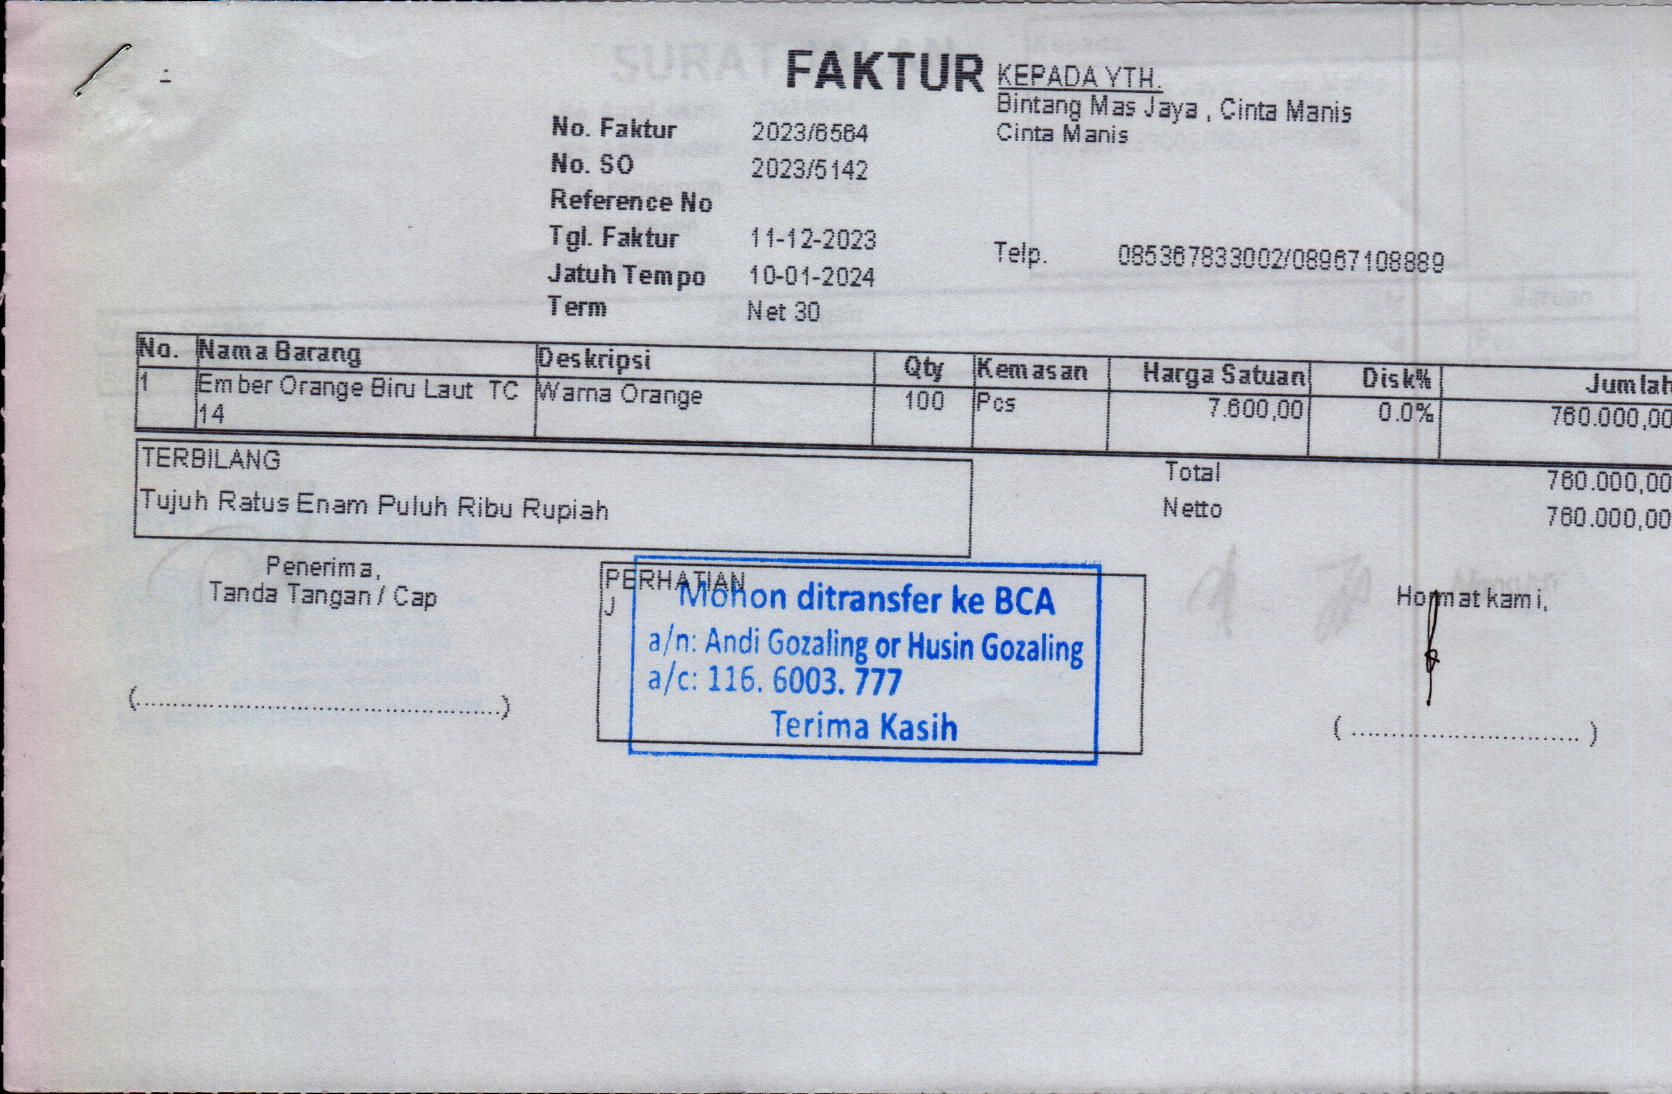 FAKTUR
KEPADA YTH.
Bintang Mas Jaya , Cinta Manis
Cinta Manis
No. Faktur 2023/6564
No. SO 2023/5142
Reference No
Tgl. Faktur 11-12-2023
Jatuh Tempo 10-01-2024
Term Net 30
Telp. 085367833002/08967108889
No. Nama Barang Deskripsi Qty Kemasan Harga Satuan Disk% Jumlah
1 Ember Orange Biru Laut TC Warna Orange 100 Pcs 7.600,00 0.0% 760.000,00
14
TERBILANG
Tujuh Ratus Enam Puluh Ribu Rupiah
Total 760.000,00
Netto 760.000,00
Penerima,
Tanda Tangan / Cap
(..............................................)
PERHATIAN
J
Mohon ditransfer ke BCA
a/n: Andi Gozaling or Husin Gozaling
a/c: 116. 6003. 777
Terima Kasih
Hormat kami,
( ............................ )